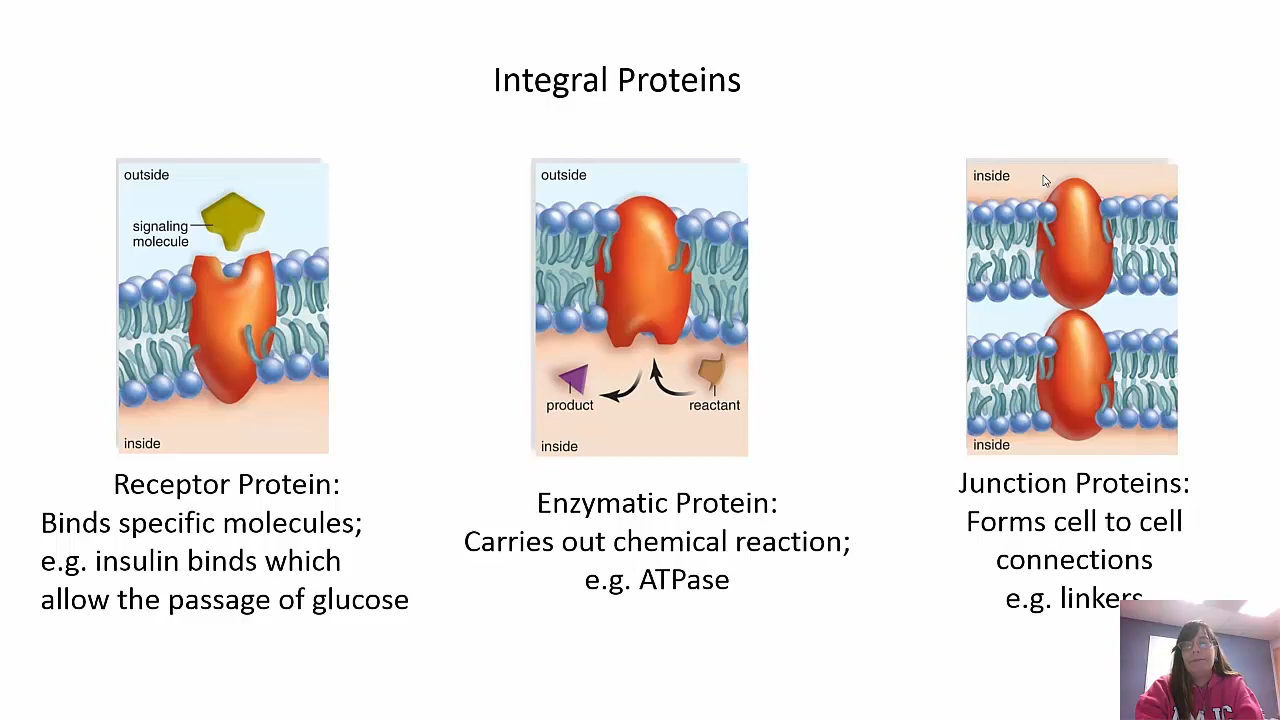 Integral Proteins
outside
signaling
molecule
inside
Receptor Protein:
Binds specific molecules;
e.g. insulin binds which
allow the passage of glucose
outside
product
reactant
inside
Enzymatic Protein:
Carries out chemical reaction;
e.g. ATPase
inside
inside
Junction Proteins:
Forms cell to cell
connections
e.g. linkers